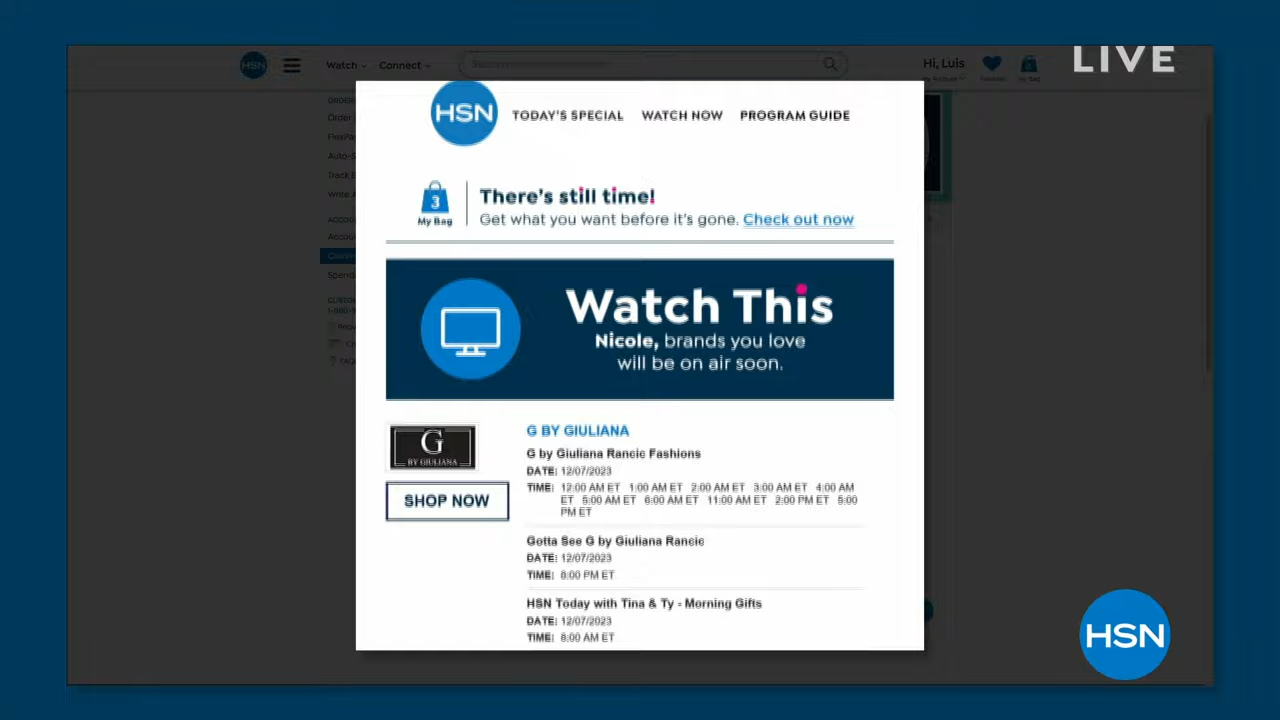 LIVE
HSN
Watch
Connect
Hi, Luis
My Bag
HSN
TODAY'S SPECIAL WATCH NOW PROGRAM GUIDE
3
My Bag
There's still time!
Get what you want before it's gone. Check out now
Watch This
Nicole, brands you love
will be on air soon.
G
BY GIULIANA
SHOP NOW
G BY GIULIANA
G by Giuliana Rancic Fashions
DATE: 12/07/2023
TIME: 12:00 AM ET 1:00 AM ET 2:00 AM ET 3:00 AM ET 4:00 AM
ET 5:00 AM ET 6:00 AM ET 11:00 AM ET 2:00 PM ET 5:00
PM ET
Gotta See G by Giuliana Rancic
DATE: 12/07/2023
TIME: 8:00 PM ET
HSN Today with Tina & Ty - Morning Gifts
DATE: 12/07/2023
TIME: 8:00 AM ET
HSN